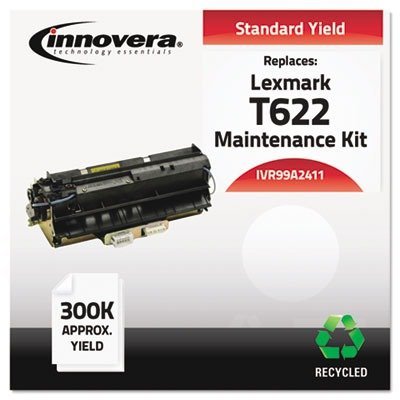 innovera
technology essentials
Standard Yield
Replaces:
Lexmark
T622
Maintenance Kit
IVR99A2411
300K
APPROX.
YIELD
RECYCLED